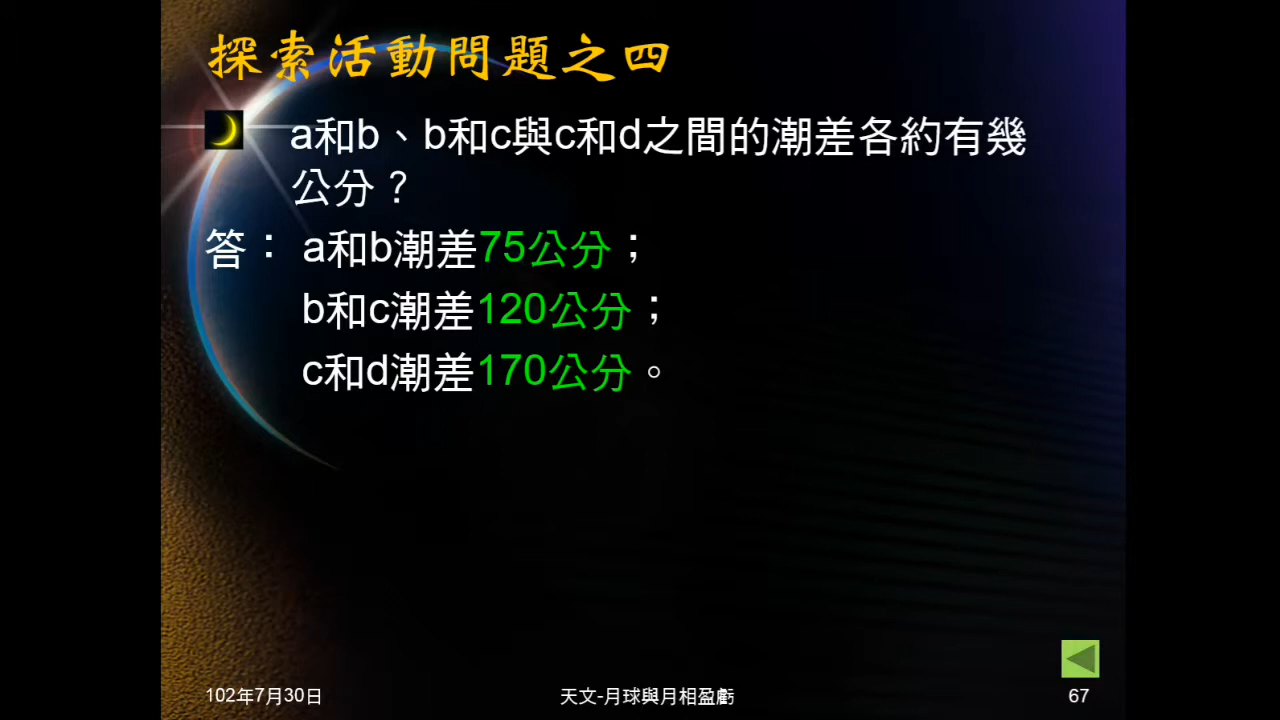 探索活動問題之四
a和b、b和c與c和d之間的潮差各約有幾
公分？
答： a和b潮差75公分；
b和c潮差120公分；
c和d潮差170公分。
102年7月30日
天文-月球與月相盈虧
67